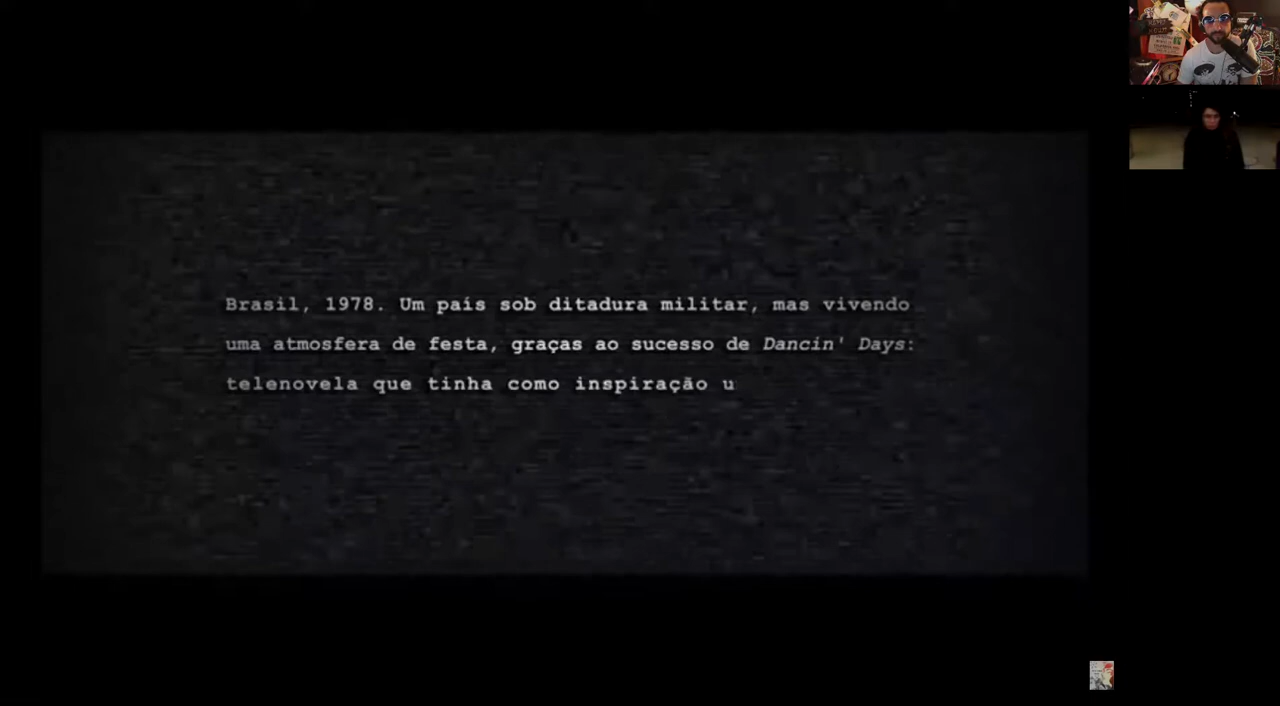 Brasil, 1978. Um país sob ditadura militar, mas vivendo
uma atmosfera de festa, graças ao sucesso de Dancin' Days:
telenovela que tinha como inspiração u